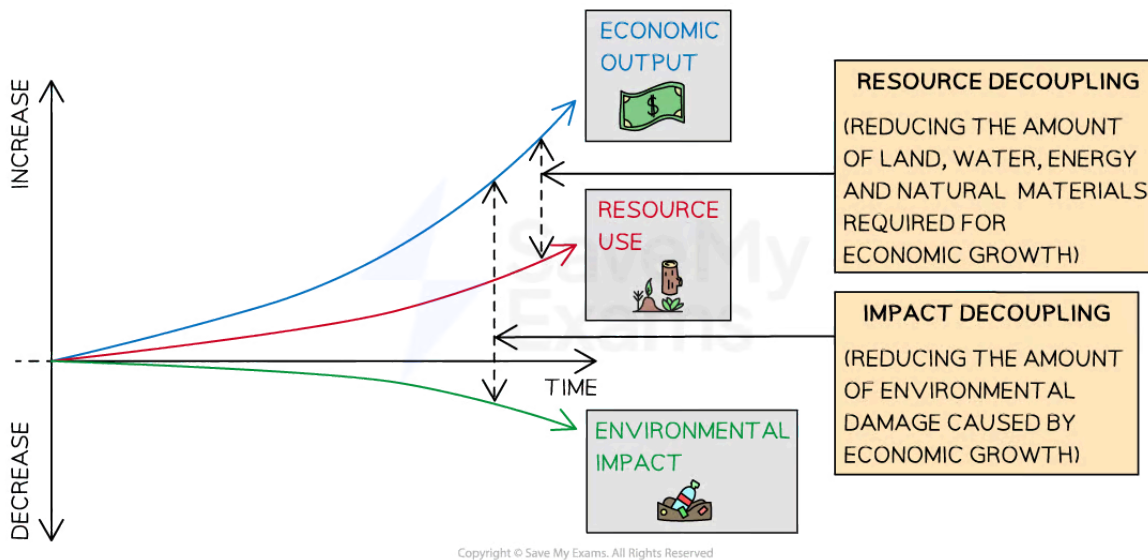 INCREASE
DECREASE
TIME
ECONOMIC
OUTPUT
$
RESOURCE
USE
ENVIRONMENTAL
IMPACT
RESOURCE DECOUPLING
(REDUCING THE AMOUNT
OF LAND, WATER, ENERGY
AND NATURAL MATERIALS
REQUIRED FOR
ECONOMIC GROWTH)
IMPACT DECOUPLING
(REDUCING THE AMOUNT
OF ENVIRONMENTAL
DAMAGE CAUSED BY
ECONOMIC GROWTH)
SaveMy
Exams
Copyright © Save My Exams. All Rights Reserved